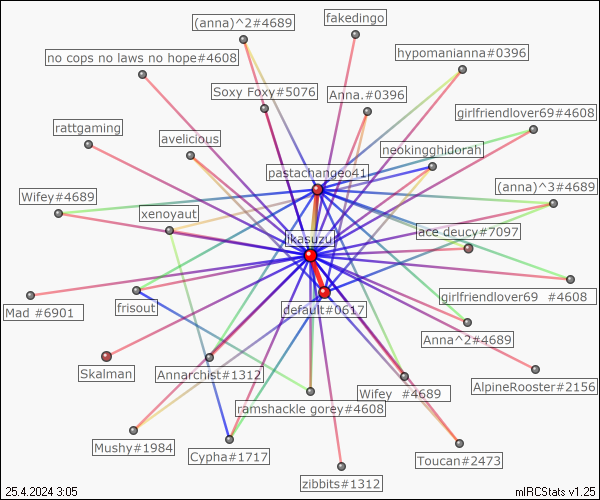 (anna)^2#4689
fakedingo
no cops no laws no hope#4608
hypomanianna#0396
Soxy Foxy#5076
Anna.#0396
girlfriendlover69#4608
rattgaming
avelicious
neokingghidorah
pastachangeo41
Wifey#4689
(anna)^3#4689
xenoyaut
ace deucy#7097
ikasuzu
Mad #6901
frisout
girlfriendlover69 #4608
default#0617
Anna^2#4689
Skalman
Annarchist#1312
AlpineRooster#2156
ramshackle gorey#4608
Wifey #4689
Mushy#1984
Cypha#1717
Toucan#2473
zibbits#1312
25.4.2024 3:05
mIRCStats v1.25